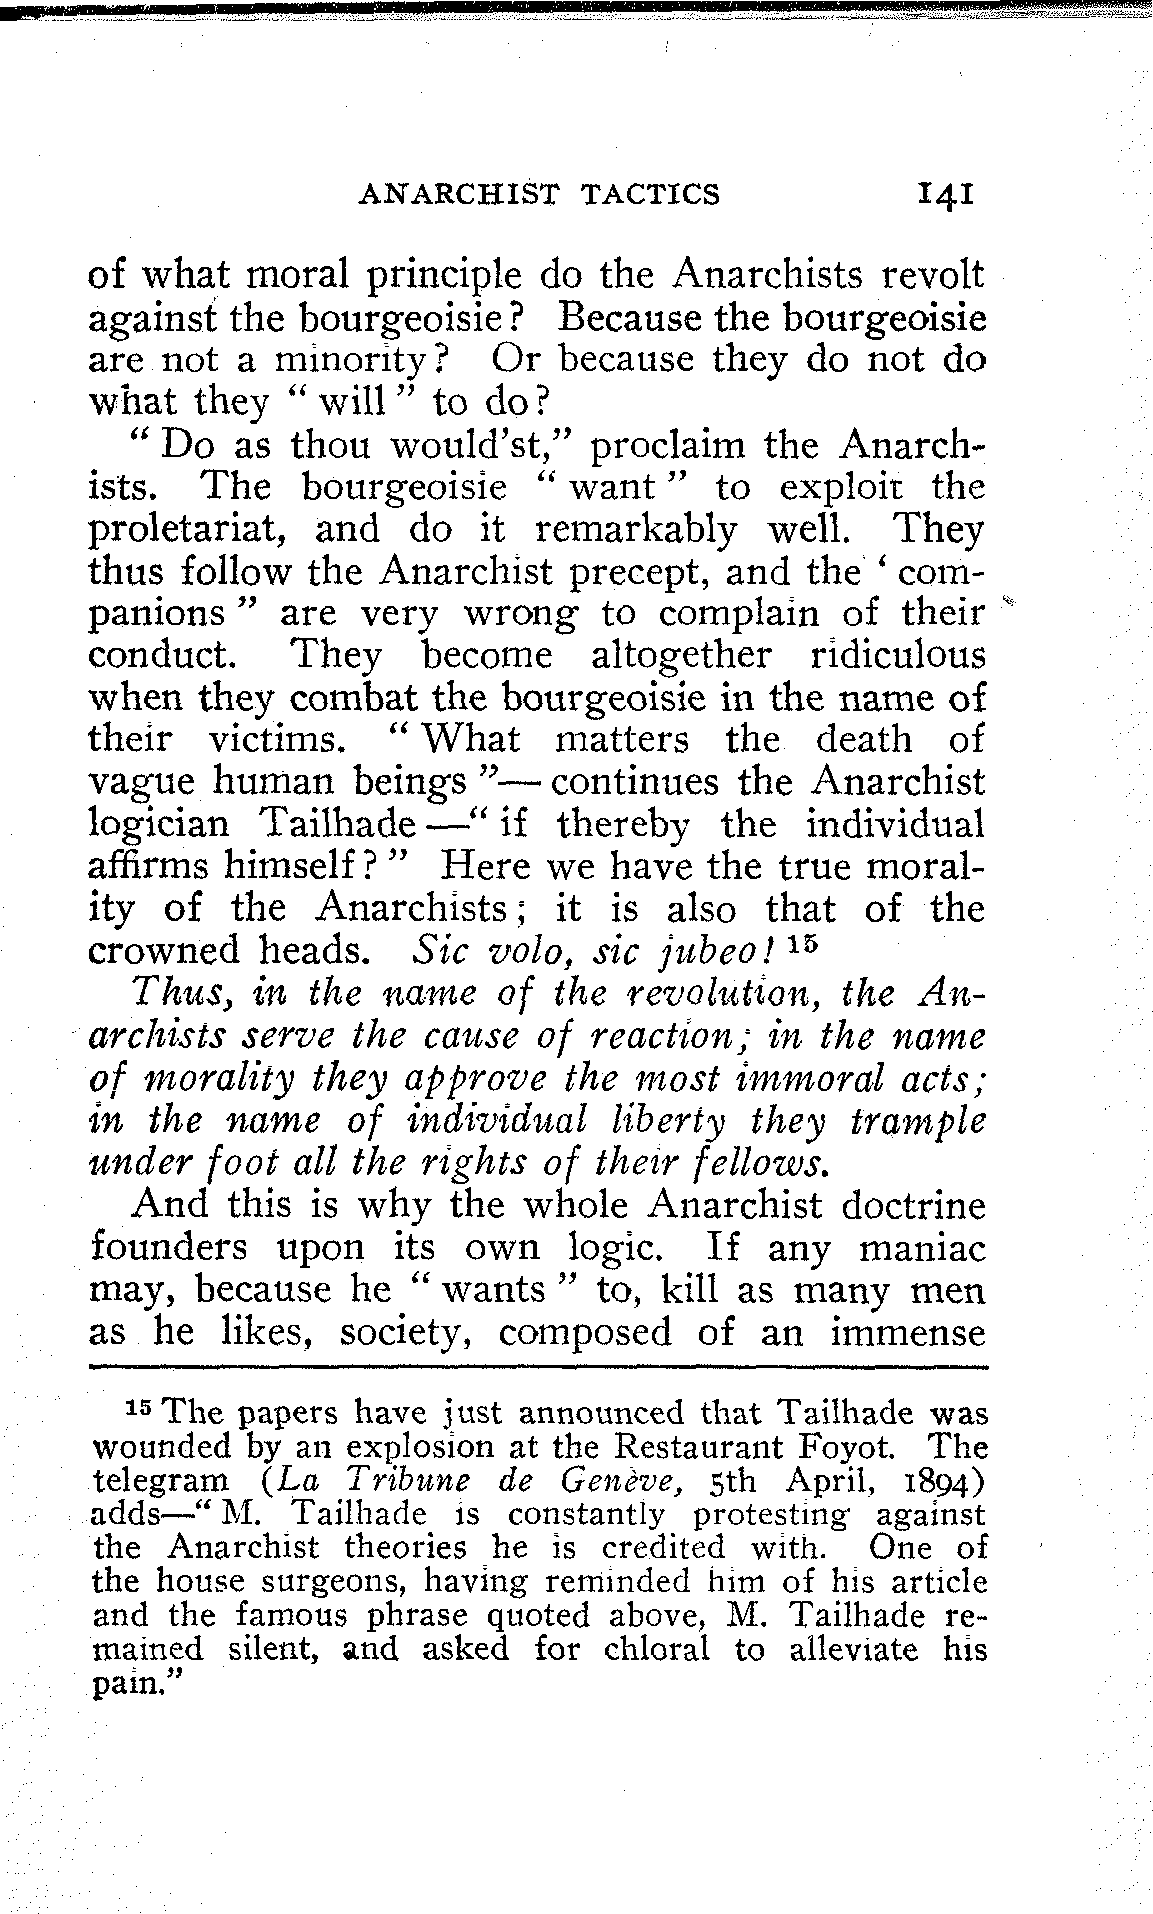 ANARCHIST TACTICS 141
of what moral principle do the Anarchists revolt
against the bourgeoisie? Because the bourgeoisie
are not a minority? Or because they do not do
what they “ will ” to do?
“ Do as thou would’st,” proclaim the Anarch-
ists. The bourgeoisie “ want ” to exploit the
proletariat, and do it remarkably well. They
thus follow the Anarchist precept, and the ‘ com-
panions ” are very wrong to complain of their
conduct. They become altogether ridiculous
when they combat the bourgeoisie in the name of
their victims. “ What matters the death of
vague human beings ”— continues the Anarchist
logician Tailhade —“ if thereby the individual
affirms himself? ” Here we have the true moral-
ity of the Anarchists; it is also that of the
crowned heads. Sic volo, sic jubeo! 15
Thus, in the name of the revolution, the An-
archists serve the cause of reaction; in the name
of morality they approve the most immoral acts;
in the name of individual liberty they trample
under foot all the rights of their fellows.
And this is why the whole Anarchist doctrine
founders upon its own logic. If any maniac
may, because he “ wants ” to, kill as many men
as he likes, society, composed of an immense
15 The papers have just announced that Tailhade was
wounded by an explosion at the Restaurant Foyot. The
telegram (La Tribune de Genève, 5th April, 1894)
adds—“ M. Tailhade is constantly protesting against
the Anarchist theories he is credited with. One of
the house surgeons, having reminded him of his article
and the famous phrase quoted above, M. Tailhade re-
mained silent, and asked for chloral to alleviate his
pain.”